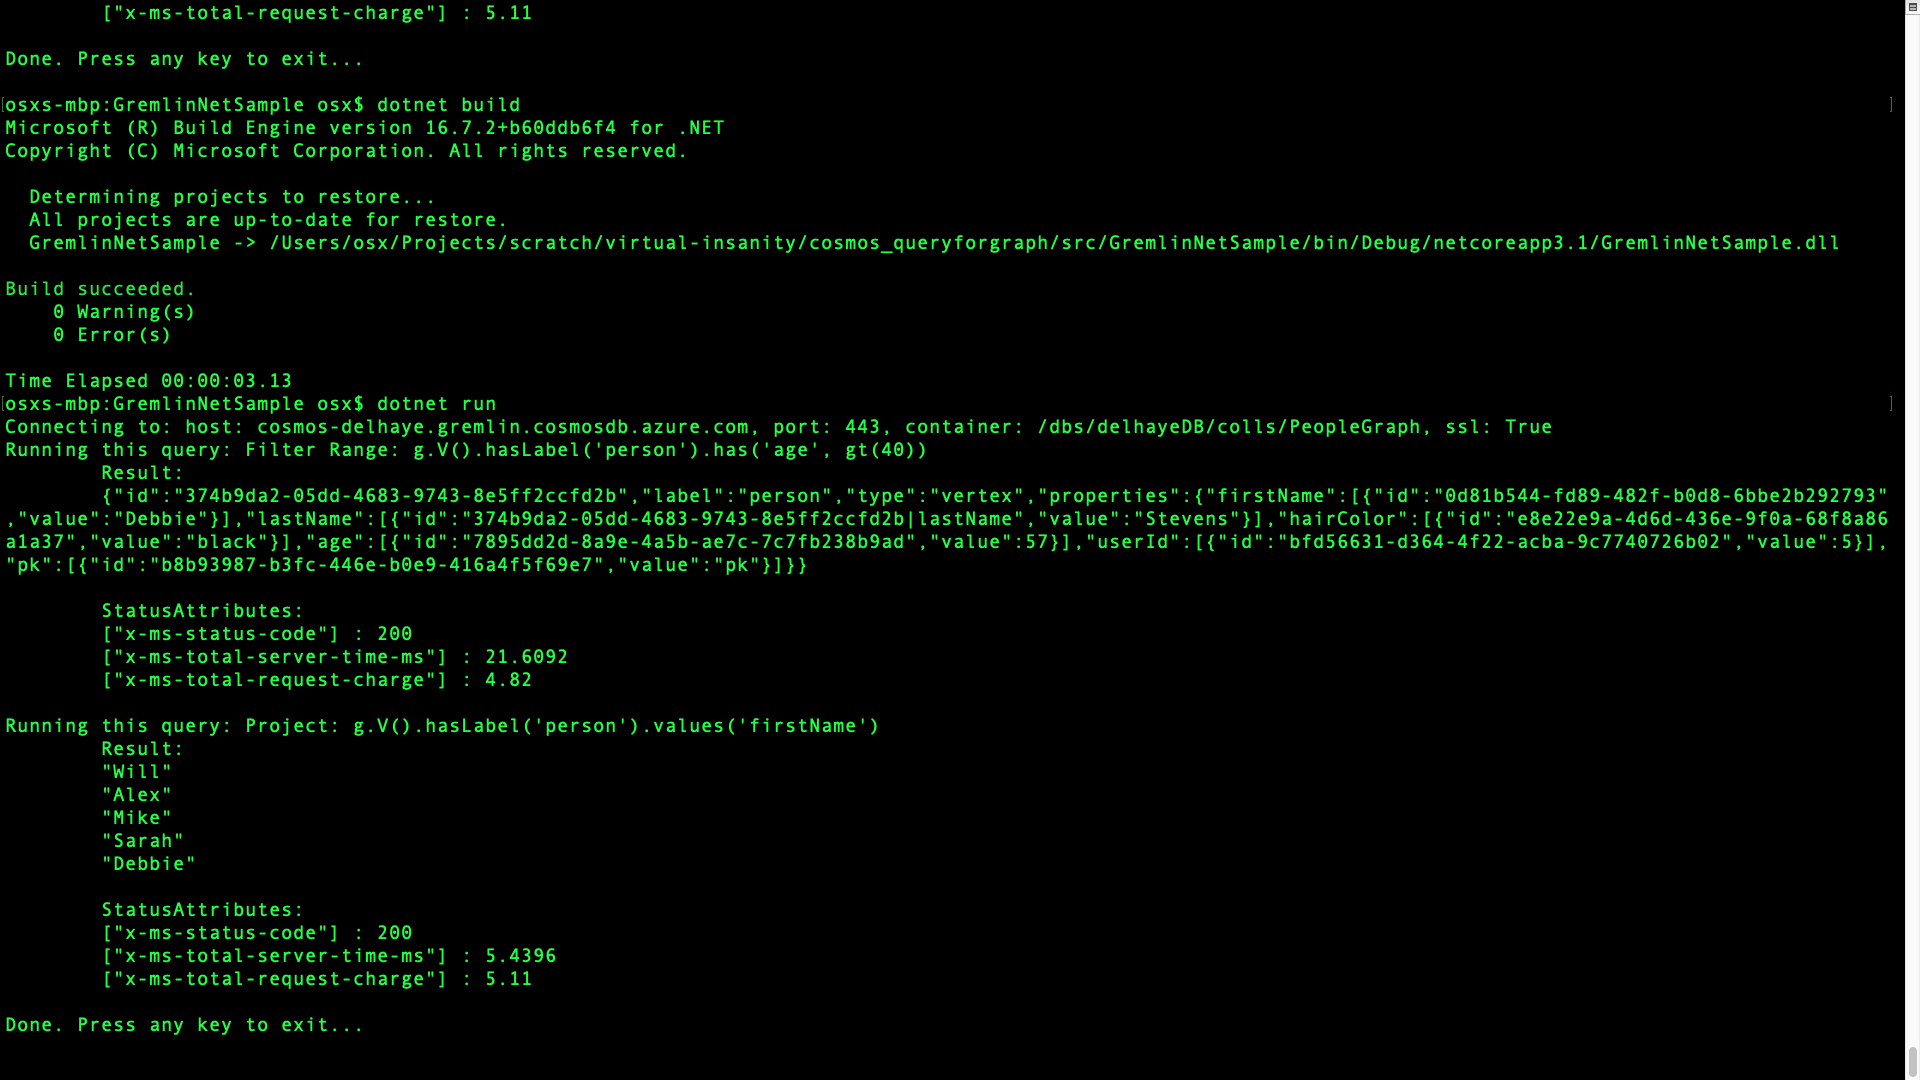 ["x-ms-total-request-charge"] : 5.11
Done. Press any key to exit...
[osxs-mbp:GremlinNetSample osx$ dotnet build ]
Microsoft (R) Build Engine version 16.7.2+b60ddb6f4 for .NET
Copyright (C) Microsoft Corporation. All rights reserved.
Determining projects to restore...
All projects are up-to-date for restore.
GremlinNetSample -> /Users/osx/Projects/scratch/virtual-insanity/cosmos_queryforgraph/src/GremlinNetSample/bin/Debug/netcoreapp3.1/GremlinNetSample.dll
Build succeeded.
0 Warning(s)
0 Error(s)
Time Elapsed 00:00:03.13
[osxs-mbp:GremlinNetSample osx$ dotnet run ]
Connecting to: host: cosmos-delhaye.gremlin.cosmosdb.azure.com, port: 443, container: /dbs/delhayeDB/colls/PeopleGraph, ssl: True
Running this query: Filter Range: g.V().hasLabel('person').has('age', gt(40))
Result:
{"id":"374b9da2-05dd-4683-9743-8e5ff2ccfd2b","label":"person","type":"vertex","properties":{"firstName":[{"id":"0d81b544-fd89-482f-b0d8-6bbe2b292793"
,"value":"Debbie"}],"lastName":[{"id":"374b9da2-05dd-4683-9743-8e5ff2ccfd2b|lastName","value":"Stevens"}],"hairColor":[{"id":"e8e22e9a-4d6d-436e-9f0a-68f8a86
a1a37","value":"black"}],"age":[{"id":"7895dd2d-8a9e-4a5b-ae7c-7c7fb238b9ad","value":57}],"userId":[{"id":"bfd56631-d364-4f22-acba-9c7740726b02","value":5}],
"pk":[{"id":"b8b93987-b3fc-446e-b0e9-416a4f5f69e7","value":"pk"}]}}
StatusAttributes:
["x-ms-status-code"] : 200
["x-ms-total-server-time-ms"] : 21.6092
["x-ms-total-request-charge"] : 4.82
Running this query: Project: g.V().hasLabel('person').values('firstName')
Result:
"Will"
"Alex"
"Mike"
"Sarah"
"Debbie"
StatusAttributes:
["x-ms-status-code"] : 200
["x-ms-total-server-time-ms"] : 5.4396
["x-ms-total-request-charge"] : 5.11
Done. Press any key to exit...